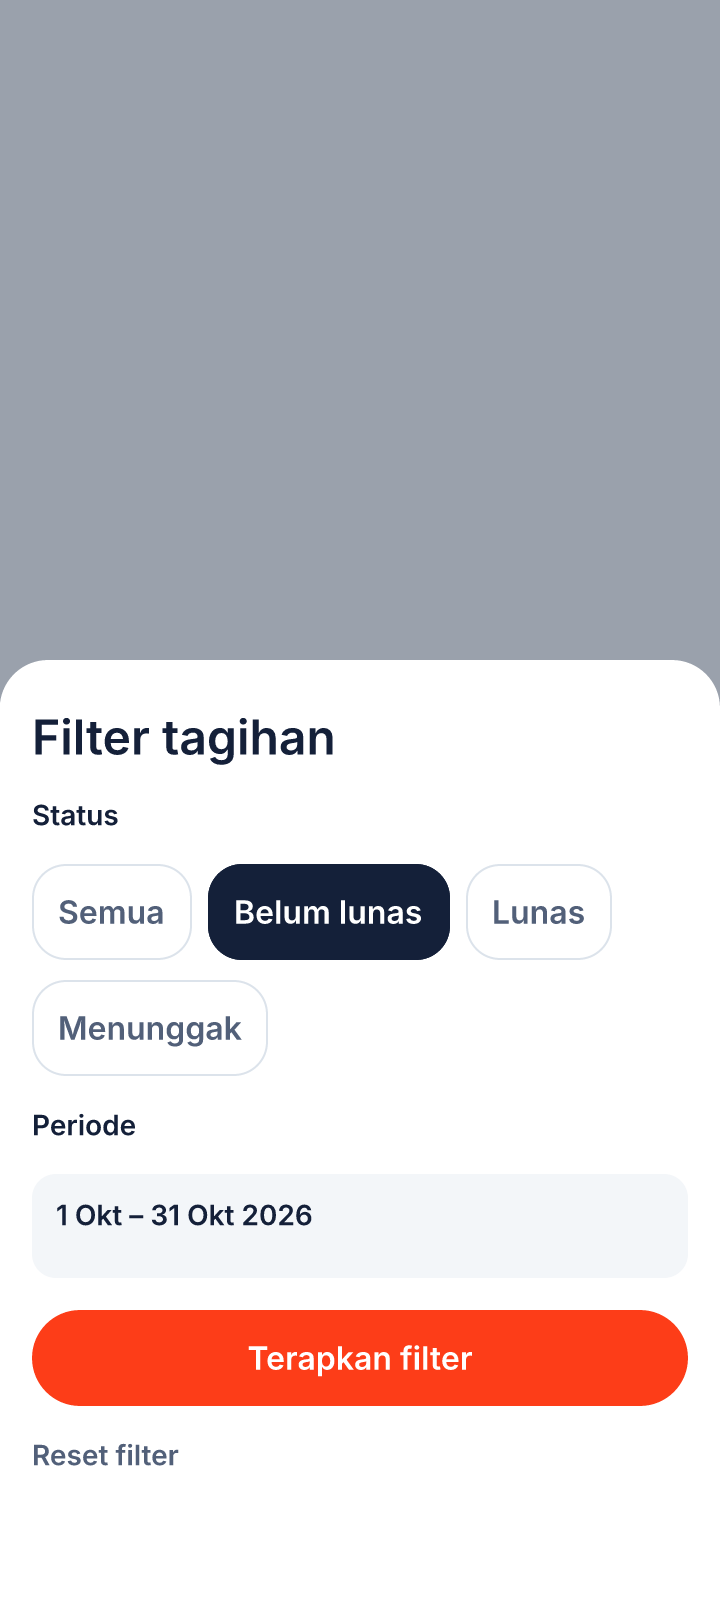 Filter tagihan
Status
Semua
Belum lunas
Lunas
Menunggak
Periode
1 Okt – 31 Okt 2026
Terapkan filter
Reset filter